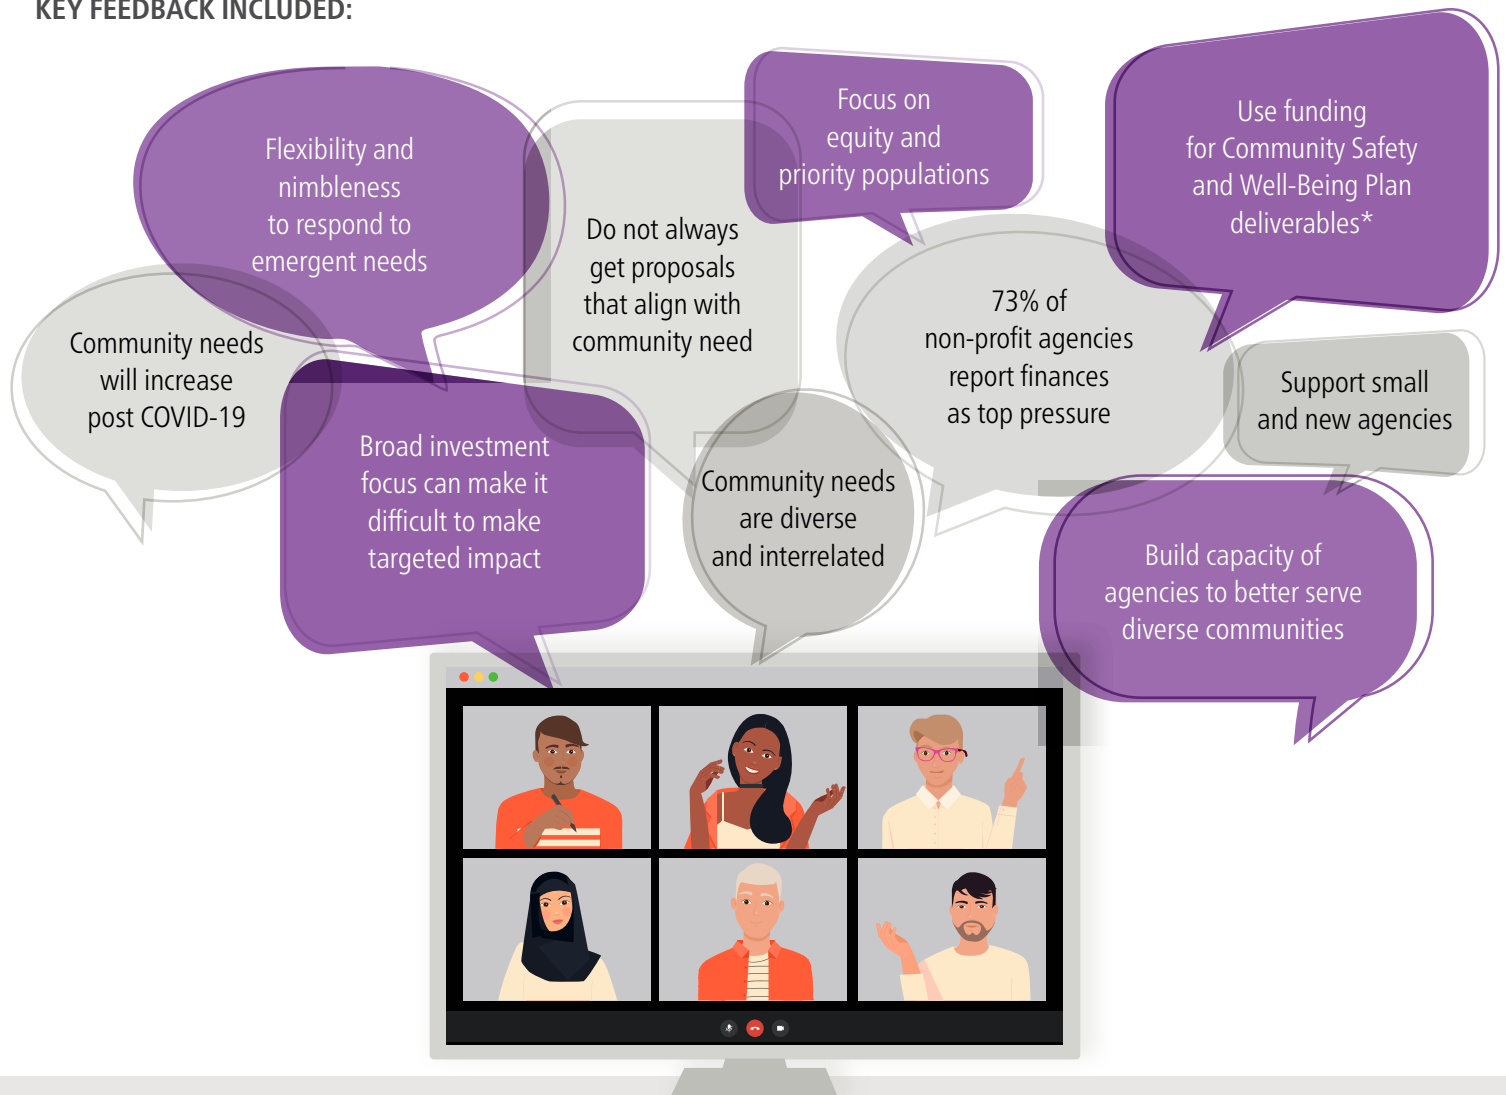 KEY FEEDBACK INCLUDED:
Flexibility and
nimbleness
to respond to
emergent needs
Focus on
equity and
priority populations
Use funding
for Community Safety
and Well-Being Plan
deliverables*
Do not always
get proposals
that align with
community need
Community needs
will increase
post COVID-19
73% of
non-profit agencies
report finances
as top pressure
Support small
and new agencies
Broad investment
focus can make it
difficult to make
targeted impact
Community needs
are diverse
and interrelated
Build capacity of
agencies to better serve
diverse communities